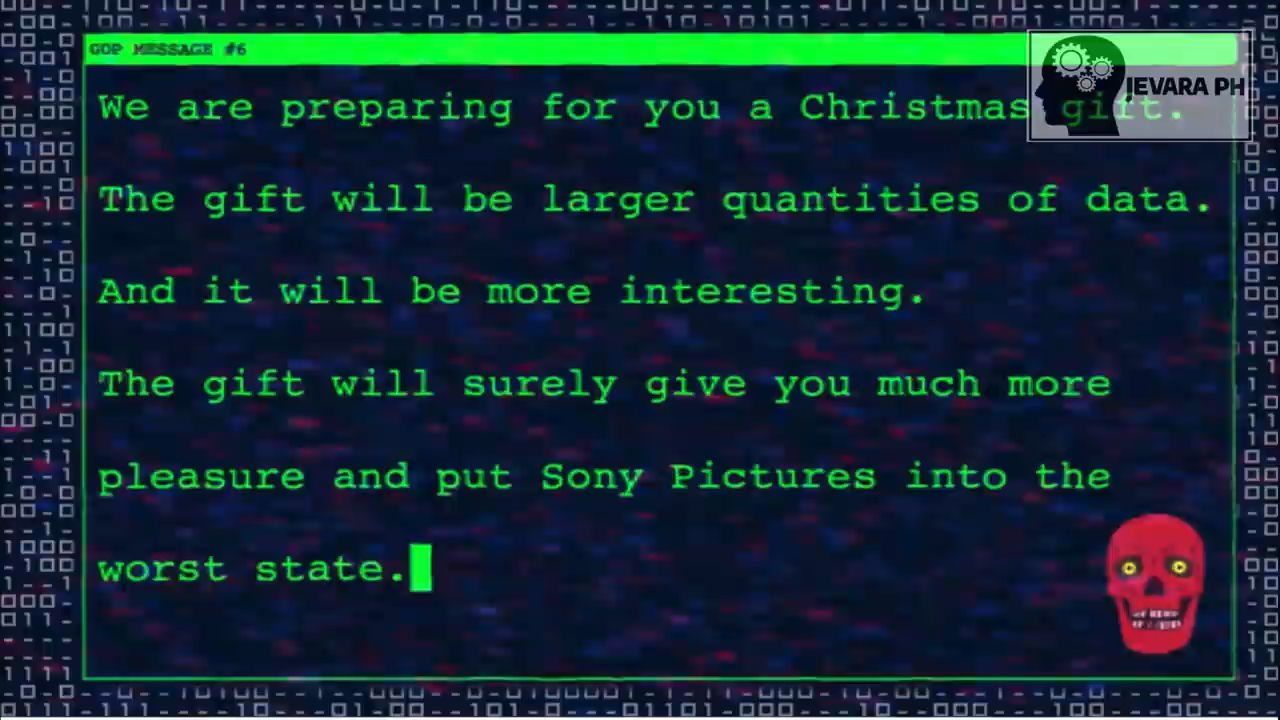 GOP MESSAGE #6
IEVARA PH
We are preparing for you a Christmas gift.
The gift will be larger quantities of data.
And it will be more interesting.
The gift will surely give you much more
pleasure and put Sony Pictures into the
worst state.